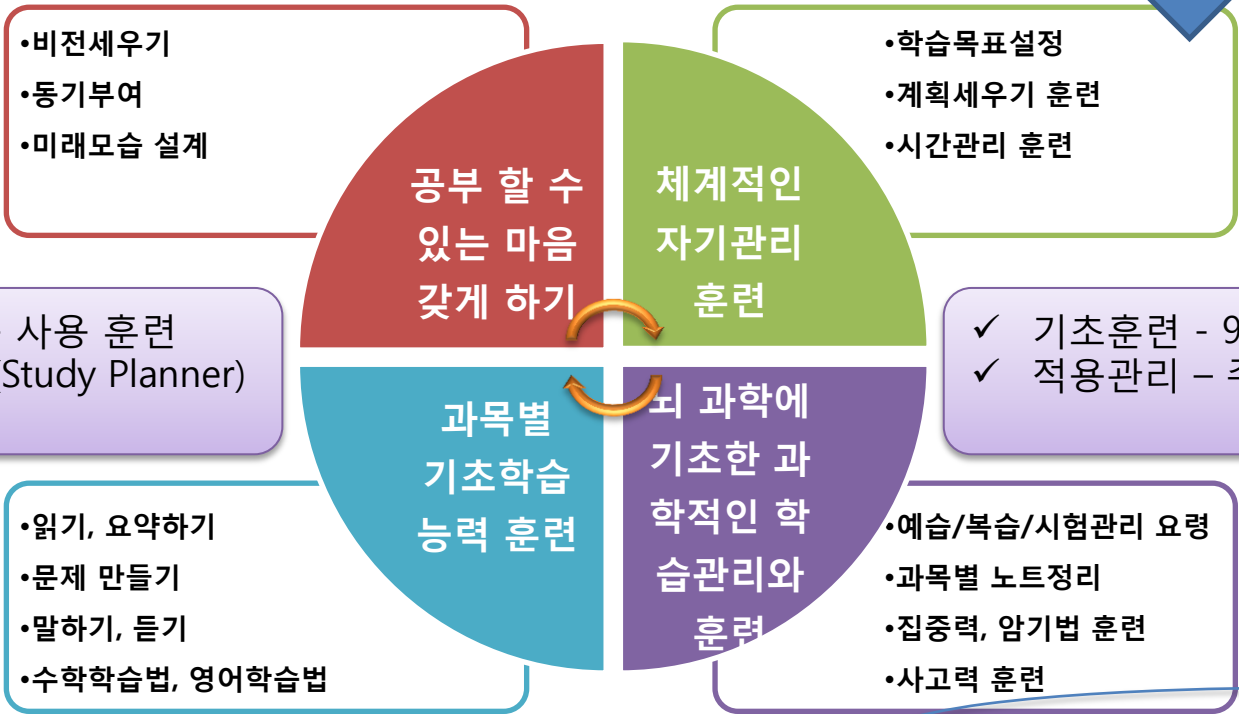 •비전세우기
•동기부여
•미래모습 설계
•학습목표설정
•계획세우기 훈련
•시간관리 훈련
공부 할 수
있는 마음
갖게 하기
체계적인
자기관리
훈련
사용 훈련
(Study Planner)
✓ 기초훈련 - 9
✓ 적용관리 –
과목별
기초학습
능력 훈련
뇌 과학에
기초한 과
학적인 학
습관리와
훈련
•읽기, 요약하기
•문제 만들기
•말하기, 듣기
•수학학습법, 영어학습법
•예습/복습/시험관리 요령
•과목별 노트정리
•집중력, 암기법 훈련
•사고력 훈련